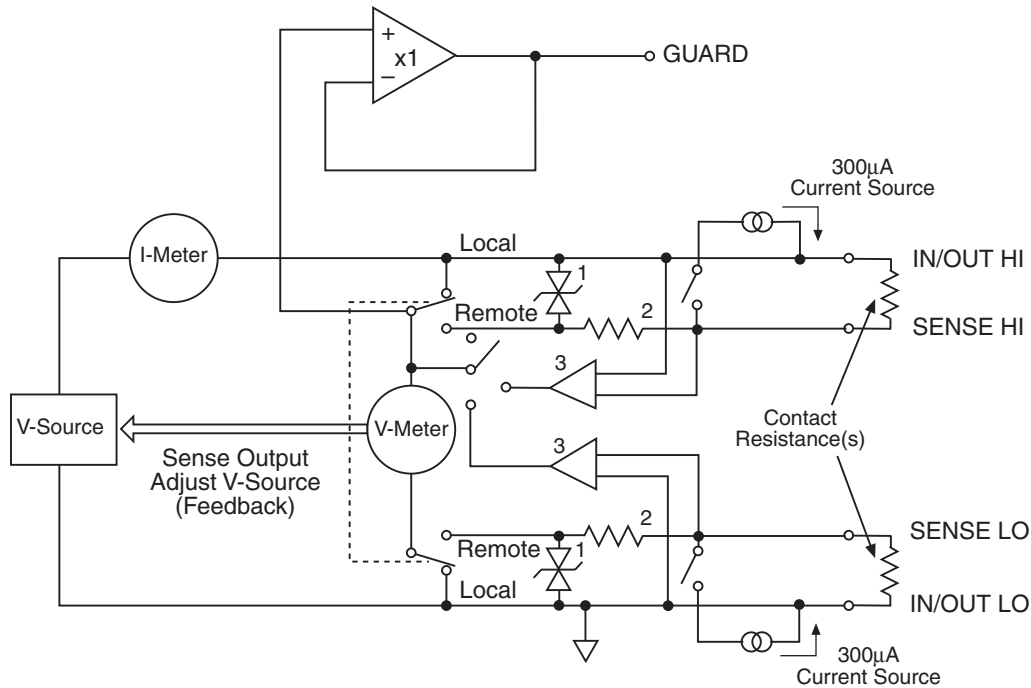 +
x1
−
GUARD
300µA
Current Source
I-Meter
Local
1
IN/OUT HI
Remote
2
SENSE HI
3
V-Source
V-Meter
Contact
Resistance(s)
Sense Output
Adjust V-Source
(Feedback)
3
2
SENSE LO
Remote
1
Local
IN/OUT LO
300µA
Current Source